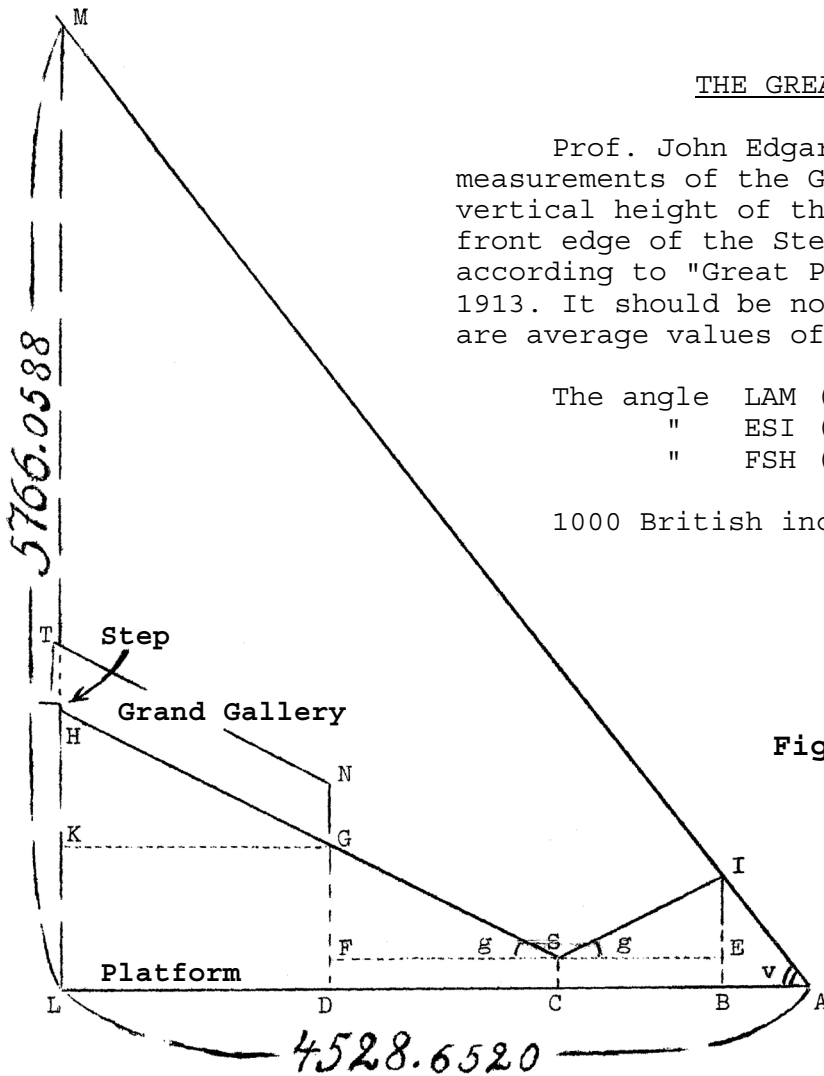 M
THE GREA
Prof. John Edgar
measurements of the G
vertical height of th
front edge of the Ste
according to "Great P
1913. It should be no
are average values of
The angle LAM (
" ESI (
" FSH (
1000 British inc
5766.0588
T Step
Grand Gallery
H
N
Fig
K G
I
F g S g E
Platform v
L D C B A
4528.6520